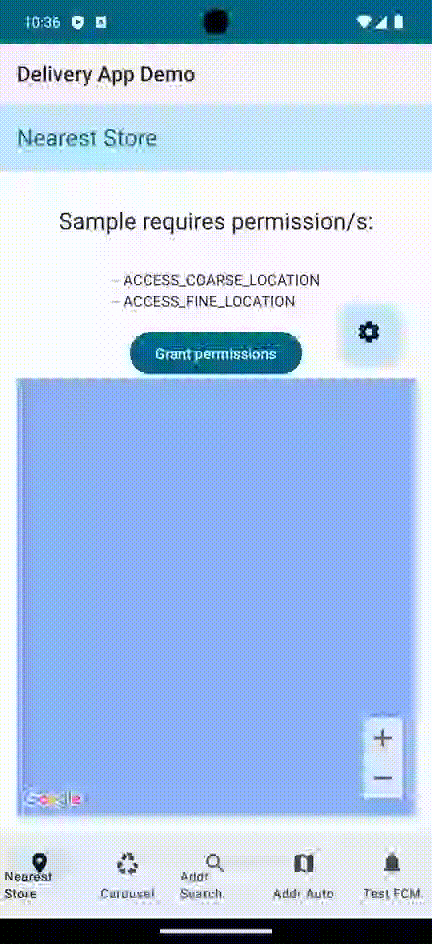 10:36
Delivery App Demo
Nearest Store
Sample requires permission/s:
- ACCESS_COARSE_LOCATION
- ACCESS_FINE_LOCATION
Grant permissions
+
−
Google
Nearest Store
Carousel
Addr Search
Addr Auto
Test FCM